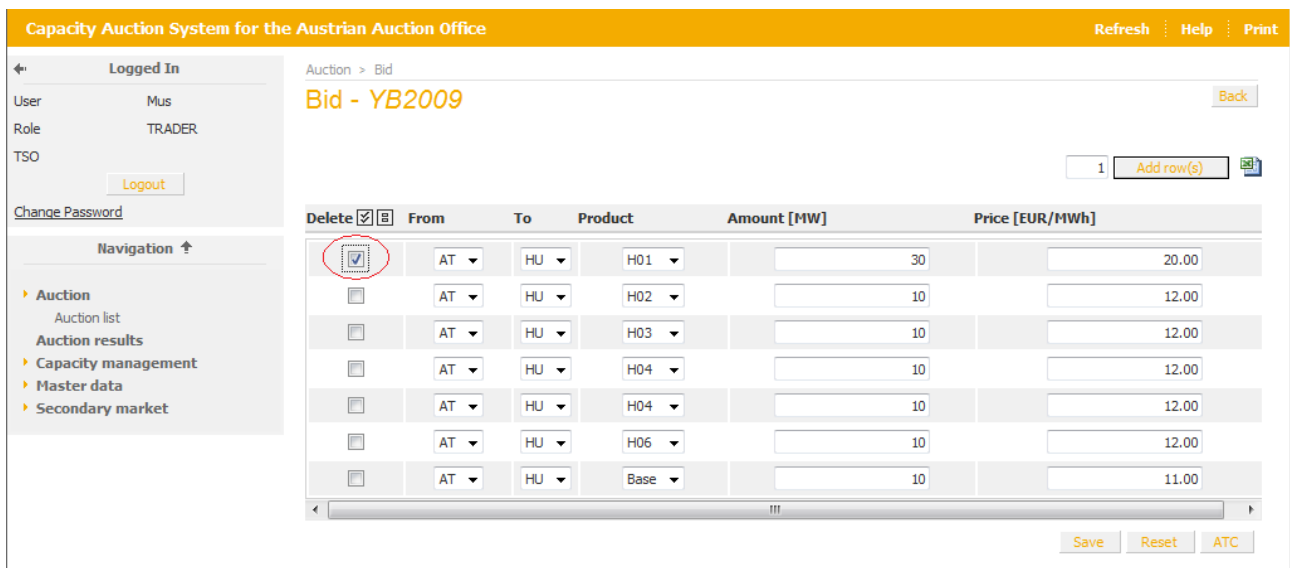 Capacity Auction System for the Austrian Auction Office Refresh Help Print
Logged In
User Mus
Role TRADER
TSO
Logout
Change Password
Navigation
Auction
Auction list
Auction results
Capacity management
Master data
Secondary market
Auction > Bid
Bid - YB2009
Back
1 Add row(s)
Delete From To Product Amount [MW] Price [EUR/MWh]
AT HU H01 30 20.00
AT HU H02 10 12.00
AT HU H03 10 12.00
AT HU H04 10 12.00
AT HU H04 10 12.00
AT HU H06 10 12.00
AT HU Base 10 11.00
Save Reset ATC